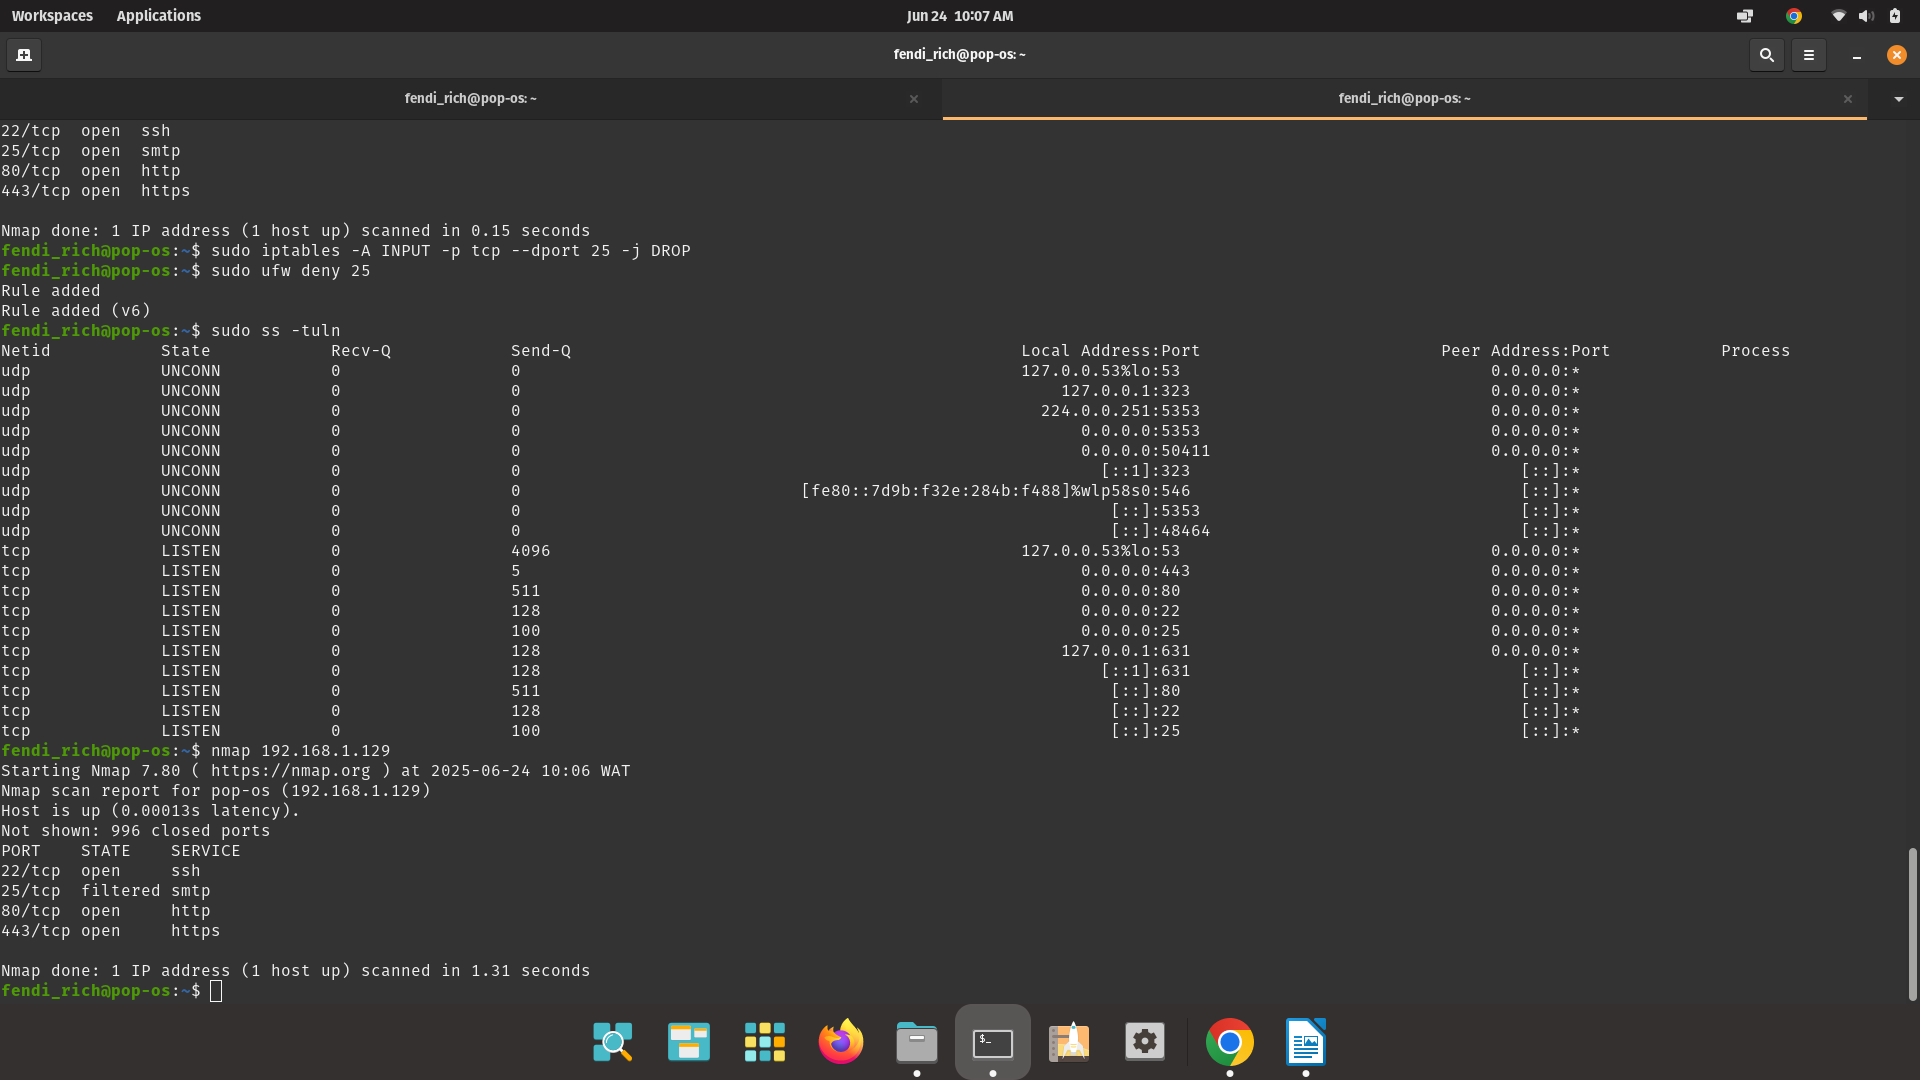 Workspaces Applications Jun 24 10:07 AM
fendi_rich@pop-os: ~
fendi_rich@pop-os: ~ fendi_rich@pop-os: ~
22/tcp  open  ssh
25/tcp  open  smtp
80/tcp  open  http
443/tcp open  https

Nmap done: 1 IP address (1 host up) scanned in 0.15 seconds
fendi_rich@pop-os:~$ sudo iptables -A INPUT -p tcp --dport 25 -j DROP
fendi_rich@pop-os:~$ sudo ufw deny 25
Rule added
Rule added (v6)
fendi_rich@pop-os:~$ sudo ss -tuln
Netid State Recv-Q Send-Q Local Address:Port Peer Address:Port Process
udp UNCONN 0 0 127.0.0.53%lo:53 0.0.0.0:*
udp UNCONN 0 0 127.0.0.1:323 0.0.0.0:*
udp UNCONN 0 0 224.0.0.251:5353 0.0.0.0:*
udp UNCONN 0 0 0.0.0.0:5353 0.0.0.0:*
udp UNCONN 0 0 0.0.0.0:50411 0.0.0.0:*
udp UNCONN 0 0 [::1]:323 [::]:*
udp UNCONN 0 0 [fe80::7d9b:f32e:284b:f488]%wlp58s0:546 [::]:*
udp UNCONN 0 0 [::]:5353 [::]:*
udp UNCONN 0 0 [::]:48464 [::]:*
tcp LISTEN 0 4096 127.0.0.53%lo:53 0.0.0.0:*
tcp LISTEN 0 5 0.0.0.0:443 0.0.0.0:*
tcp LISTEN 0 511 0.0.0.0:80 0.0.0.0:*
tcp LISTEN 0 128 0.0.0.0:22 0.0.0.0:*
tcp LISTEN 0 100 0.0.0.0:25 0.0.0.0:*
tcp LISTEN 0 128 127.0.0.1:631 0.0.0.0:*
tcp LISTEN 0 128 [::1]:631 [::]:*
tcp LISTEN 0 511 [::]:80 [::]:*
tcp LISTEN 0 128 [::]:22 [::]:*
tcp LISTEN 0 100 [::]:25 [::]:*
fendi_rich@pop-os:~$ nmap 192.168.1.129
Starting Nmap 7.80 ( https://nmap.org ) at 2025-06-24 10:06 WAT
Nmap scan report for pop-os (192.168.1.129)
Host is up (0.00013s latency).
Not shown: 996 closed ports
PORT    STATE    SERVICE
22/tcp  open     ssh
25/tcp  filtered smtp
80/tcp  open     http
443/tcp open     https

Nmap done: 1 IP address (1 host up) scanned in 1.31 seconds
fendi_rich@pop-os:~$
$_